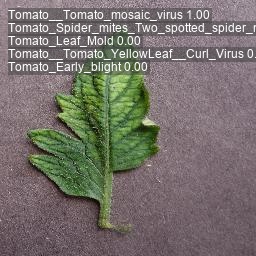 Tomato__Tomato_mosaic_virus 1.00
Tomato_Spider_mites_Two_spotted_spider_
Tomato_Leaf_Mold 0.00
Tomato__Tomato_YellowLeaf__Curl_Virus 0.
Tomato_Early_blight 0.00